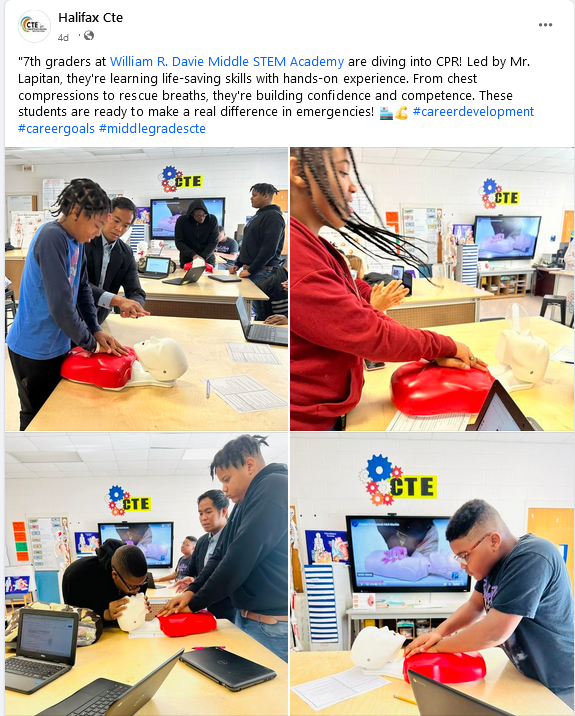 CTE
Halifax Cte
4d
"7th graders at William R. Davie Middle STEM Academy are diving into CPR! Led by Mr.
Lapitan, they're learning life-saving skills with hands-on experience. From chest
compressions to rescue breaths, they're building confidence and competence. These
students are ready to make a real difference in emergencies! 🚢💪 #careerdevelopment
#careergoals #middlegradescte
CTE
CTE
CTE
CTE